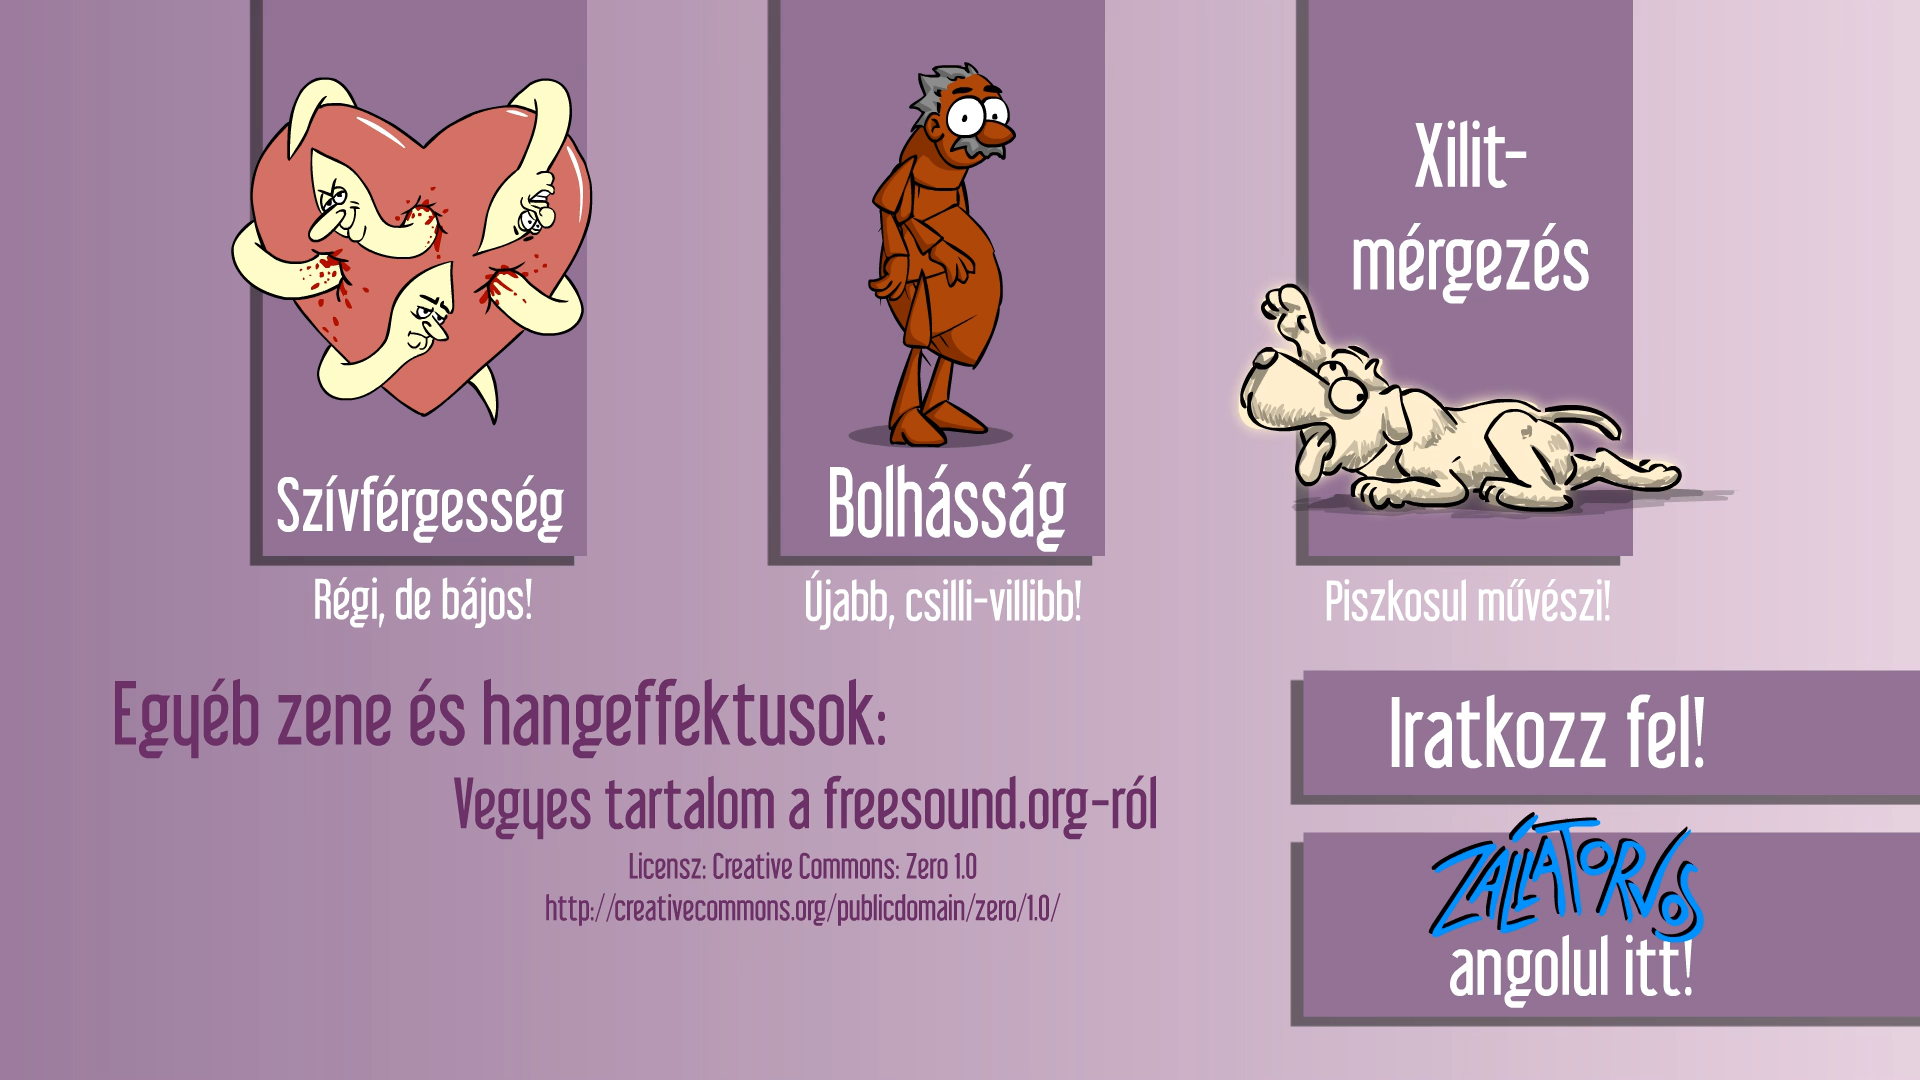 Szívférgesség
Bolhásság
Xilit-
mérgezés
Régi, de bájos!
Újabb, csilli-villibb!
Piszkosul művészi!
Egyéb zene és hangeffektusok:
Vegyes tartalom a freesound.org-ról
Licensz: Creative Commons: Zero 1.0
http://creativecommons.org/publicdomain/zero/1.0/
Iratkozz fel!
ZÁLLATORVOS
angolul itt!